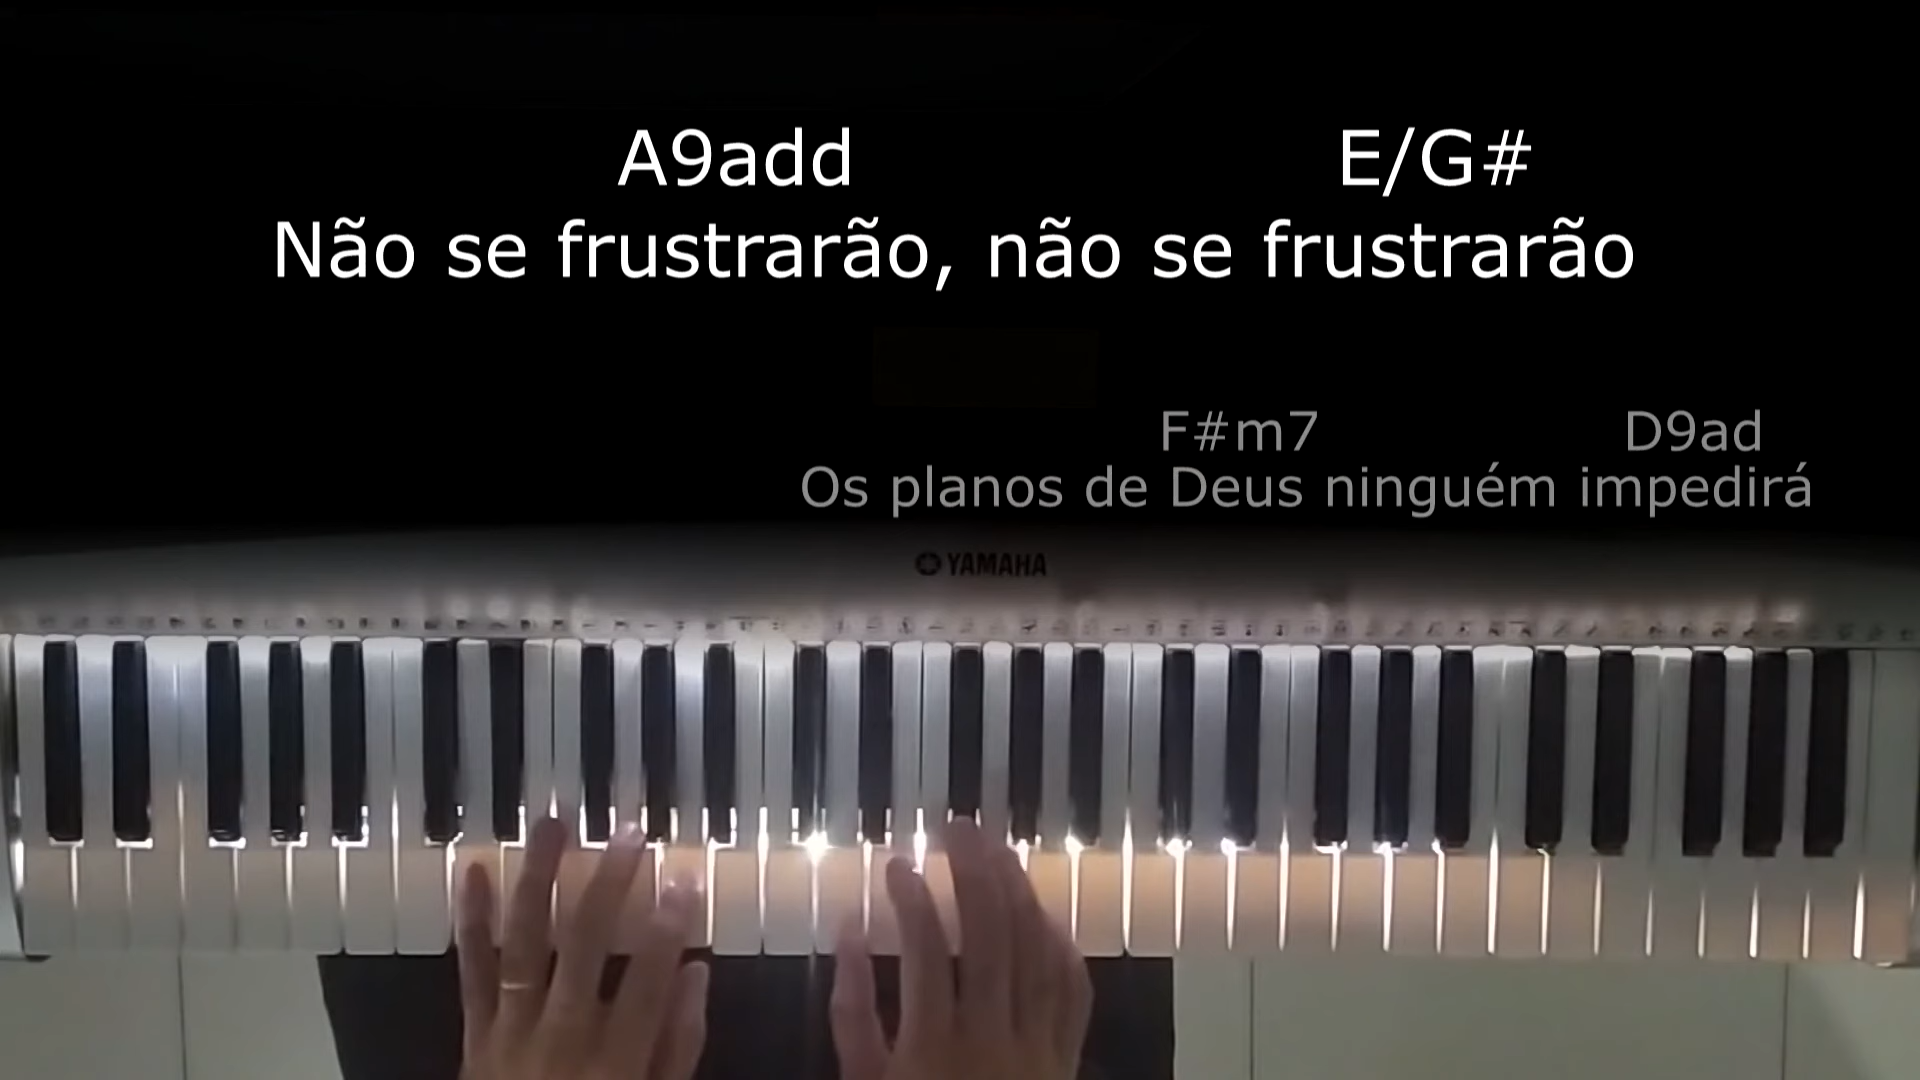 A9add E/G#
Não se frustrarão, não se frustrarão
F#m7 D9ad
Os planos de Deus ninguém impedirá
YAMAHA